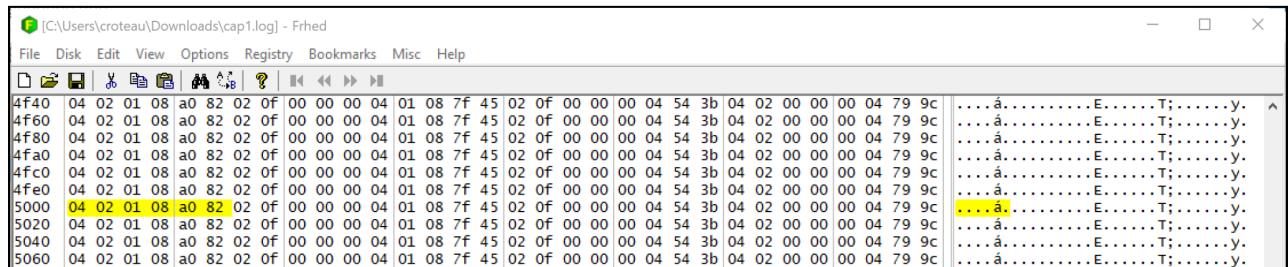 [C:\Users\croteau\Downloads\cap1.log] - Frhed
File Disk Edit View Options Registry Bookmarks Misc Help
4f40 04 02 01 08 a0 82 02 0f 00 00 00 04 01 08 7f 45 02 0f 00 00 00 04 54 3b 04 02 00 00 00 04 79 9c ....á..........E......T;......y.
4f60 04 02 01 08 a0 82 02 0f 00 00 00 04 01 08 7f 45 02 0f 00 00 00 04 54 3b 04 02 00 00 00 04 79 9c ....á..........E......T;......y.
4f80 04 02 01 08 a0 82 02 0f 00 00 00 04 01 08 7f 45 02 0f 00 00 00 04 54 3b 04 02 00 00 00 04 79 9c ....á..........E......T;......y.
4fa0 04 02 01 08 a0 82 02 0f 00 00 00 04 01 08 7f 45 02 0f 00 00 00 04 54 3b 04 02 00 00 00 04 79 9c ....á..........E......T;......y.
4fc0 04 02 01 08 a0 82 02 0f 00 00 00 04 01 08 7f 45 02 0f 00 00 00 04 54 3b 04 02 00 00 00 04 79 9c ....á..........E......T;......y.
4fe0 04 02 01 08 a0 82 02 0f 00 00 00 04 01 08 7f 45 02 0f 00 00 00 04 54 3b 04 02 00 00 00 04 79 9c ....á..........E......T;......y.
5000 04 02 01 08 a0 82 02 0f 00 00 00 04 01 08 7f 45 02 0f 00 00 00 04 54 3b 04 02 00 00 00 04 79 9c ....á..........E......T;......y.
5020 04 02 01 08 a0 82 02 0f 00 00 00 04 01 08 7f 45 02 0f 00 00 00 04 54 3b 04 02 00 00 00 04 79 9c ....á..........E......T;......y.
5040 04 02 01 08 a0 82 02 0f 00 00 00 04 01 08 7f 45 02 0f 00 00 00 04 54 3b 04 02 00 00 00 04 79 9c ....á..........E......T;......y.
5060 04 02 01 08 a0 82 02 0f 00 00 00 04 01 08 7f 45 02 0f 00 00 00 04 54 3b 04 02 00 00 00 04 79 9c ....á..........E......T;......y.